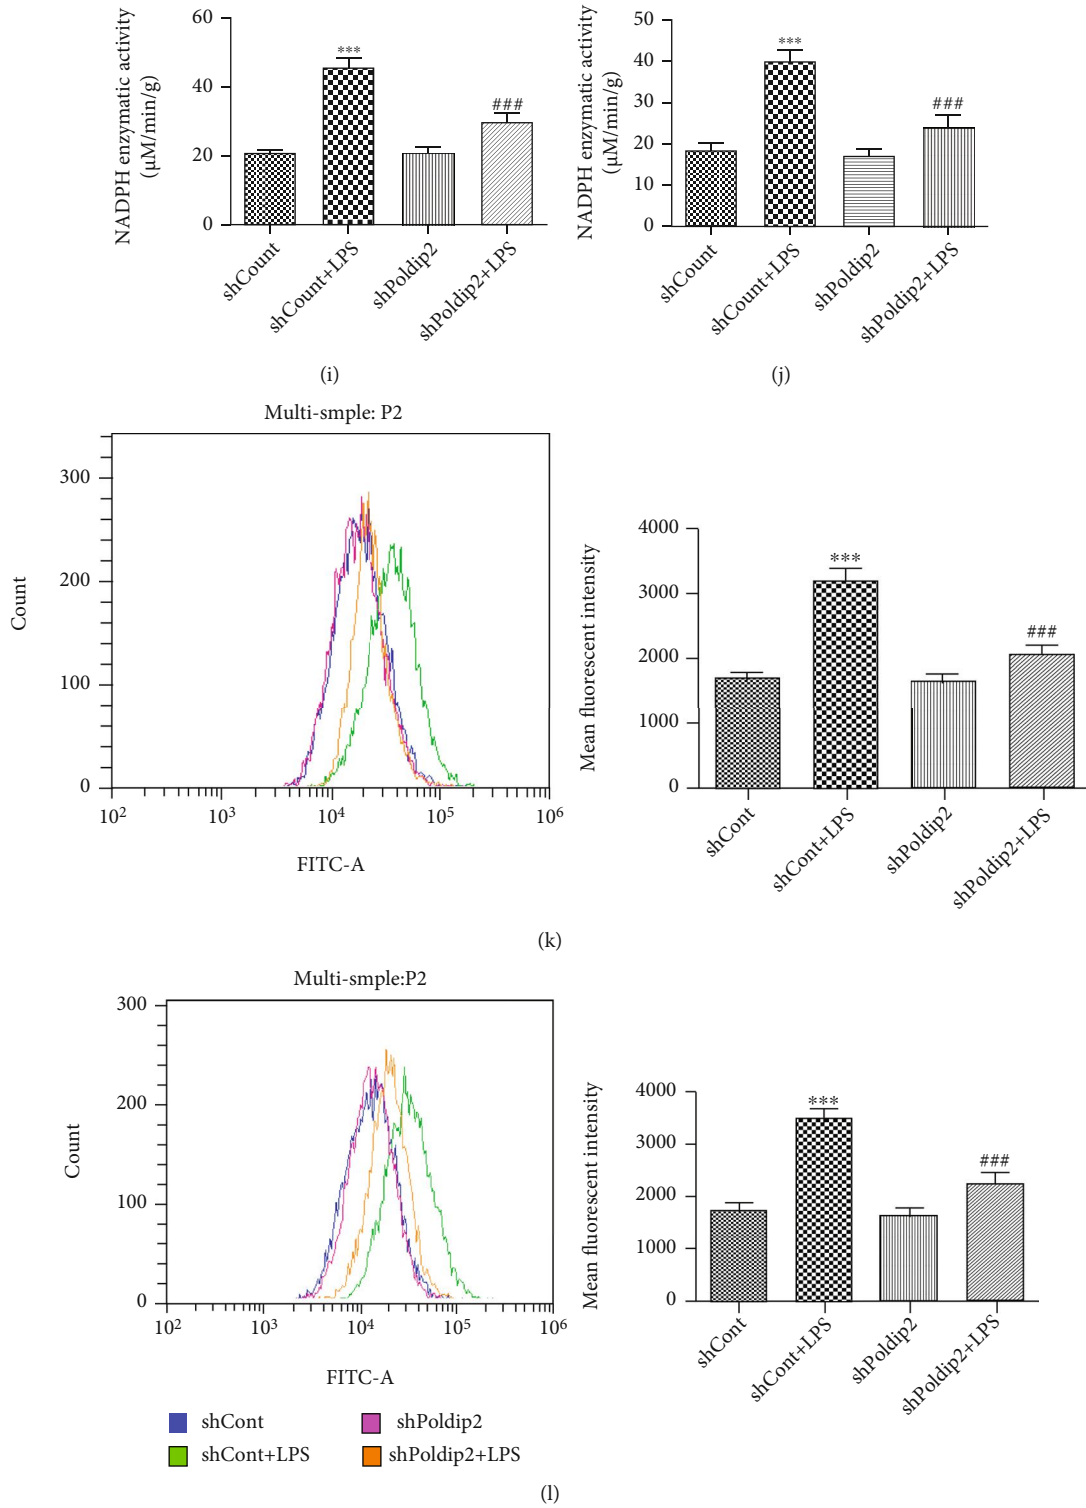 NADPH enzymatic activity
(μM/min/g)
60
40
20
0
***
###
shCount
shCount+LPS
shPoldip2
shPoldip2+LPS
(i)
NADPH enzymatic activity
(μM/min/g)
50
40
30
20
10
0
***
###
shCount
shCount+LPS
shPoldip2
shPoldip2+LPS
(j)
Multi-smple: P2
Count
300
200
100
0
10² 10³ 10⁴ 10⁵ 10⁶
FITC-A
Mean fluorescent intensity
4000
3000
2000
1000
0
***
###
shCont
shCont+LPS
shPoldip2
shPoldip2+LPS
(k)
Multi-smple:P2
Count
300
200
100
0
10² 10³ 10⁴ 10⁵ 10⁶
FITC-A
Mean fluorescent intensity
4000
3000
2000
1000
0
***
###
shCont
shCont+LPS
shPoldip2
shPoldip2+LPS
shCont
shPoldip2
shCont+LPS
shPoldip2+LPS
(l)